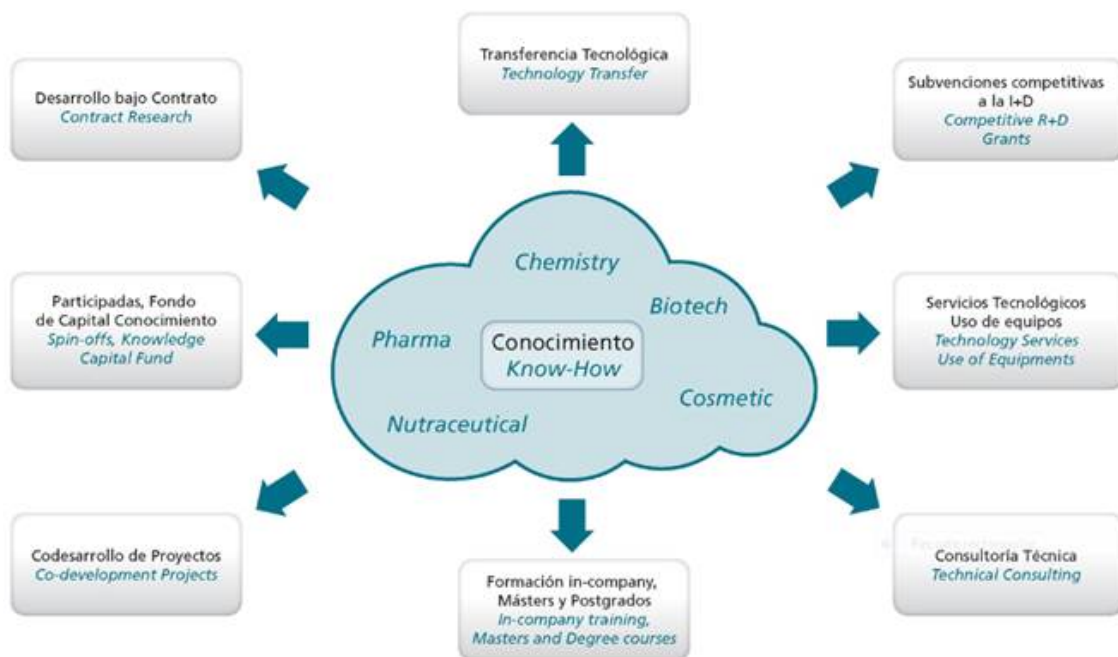 Transferencia Tecnológica
Technology Transfer
Desarrollo bajo Contrato
Contract Research
Subvenciones competitivas
a la I+D
Competitive R+D
Grants
Chemistry
Biotech
Pharma
Conocimiento
Know-How
Cosmetic
Nutraceutical
Participadas, Fondo
de Capital Conocimiento
Spin-offs, Knowledge
Capital Fund
Servicios Tecnológicos
Uso de equipos
Technology Services
Use of Equipments
Codesarrollo de Proyectos
Co-development Projects
Formación in-company,
Másters y Postgrados
In-company training,
Masters and Degree courses
Consultoría Técnica
Technical Consulting